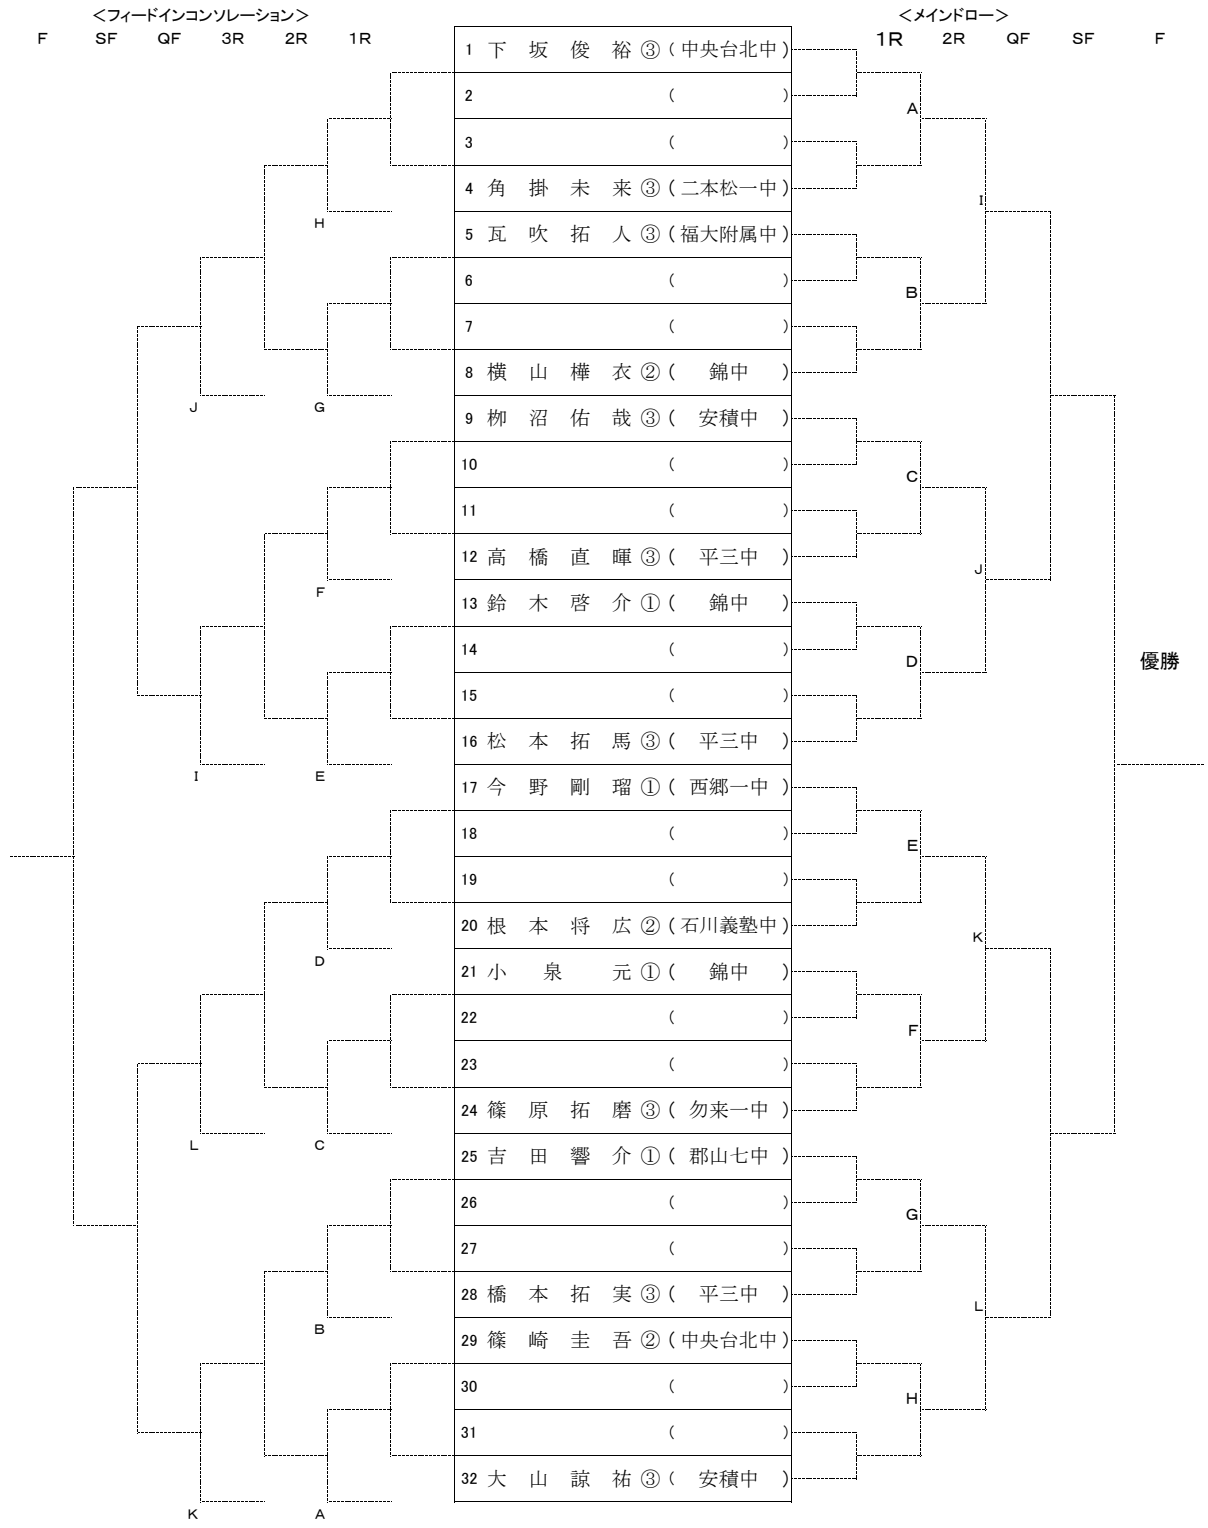 ＜フィードインコンソレーション＞ ＜メインドロー＞
F SF QF 3R 2R 1R 1R 2R QF SF F
1 下 坂 俊 裕 ③ ( 中央台北中 )
2 ( )
A
3 ( )
4 角 掛 未 来 ③ ( 二本松一中 )
I
H
5 瓦 吹 拓 人 ③ ( 福大附属中 )
6 ( )
B
7 ( )
8 横 山 樺 衣 ② ( 錦中 )
J G
9 栁 沼 佑 哉 ③ ( 安積中 )
10 ( )
C
11 ( )
12 高 橋 直 暉 ③ ( 平三中 )
J
F
13 鈴 木 啓 介 ① ( 錦中 )
14 ( )
D 優勝
15 ( )
16 松 本 拓 馬 ③ ( 平三中 )
I E
17 今 野 剛 瑠 ① ( 西郷一中 )
18 ( )
E
19 ( )
20 根 本 将 広 ② ( 石川義塾中 )
K
D
21 小 泉 元 ① ( 錦中 )
22 ( )
F
23 ( )
24 篠 原 拓 磨 ③ ( 勿来一中 )
L C
25 吉 田 響 介 ① ( 郡山七中 )
26 ( )
G
27 ( )
28 橋 本 拓 実 ③ ( 平三中 )
L
B
29 篠 崎 圭 吾 ② ( 中央台北中 )
30 ( )
H
31 ( )
32 大 山 諒 祐 ③ ( 安積中 )
K A